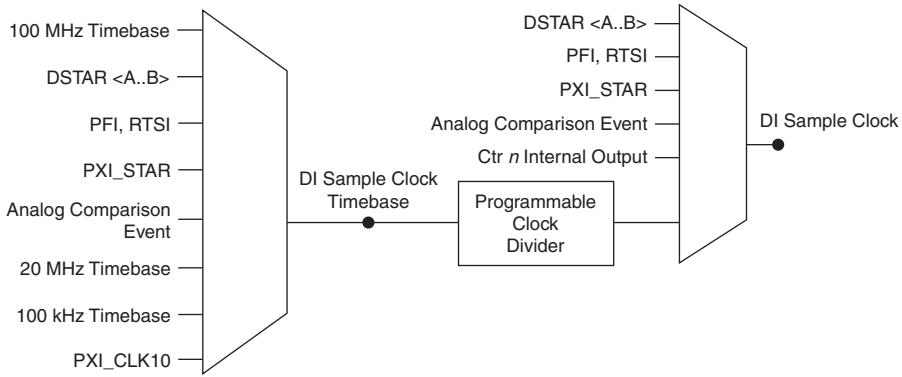 100 MHz Timebase
DSTAR <A..B>
PFI, RTSI
PXI_STAR
Analog Comparison
Event
20 MHz Timebase
100 kHz Timebase
PXI_CLK10
DI Sample Clock
Timebase
Programmable
Clock
Divider
DSTAR <A..B>
PFI, RTSI
PXI_STAR
Analog Comparison Event
Ctr n Internal Output
DI Sample Clock